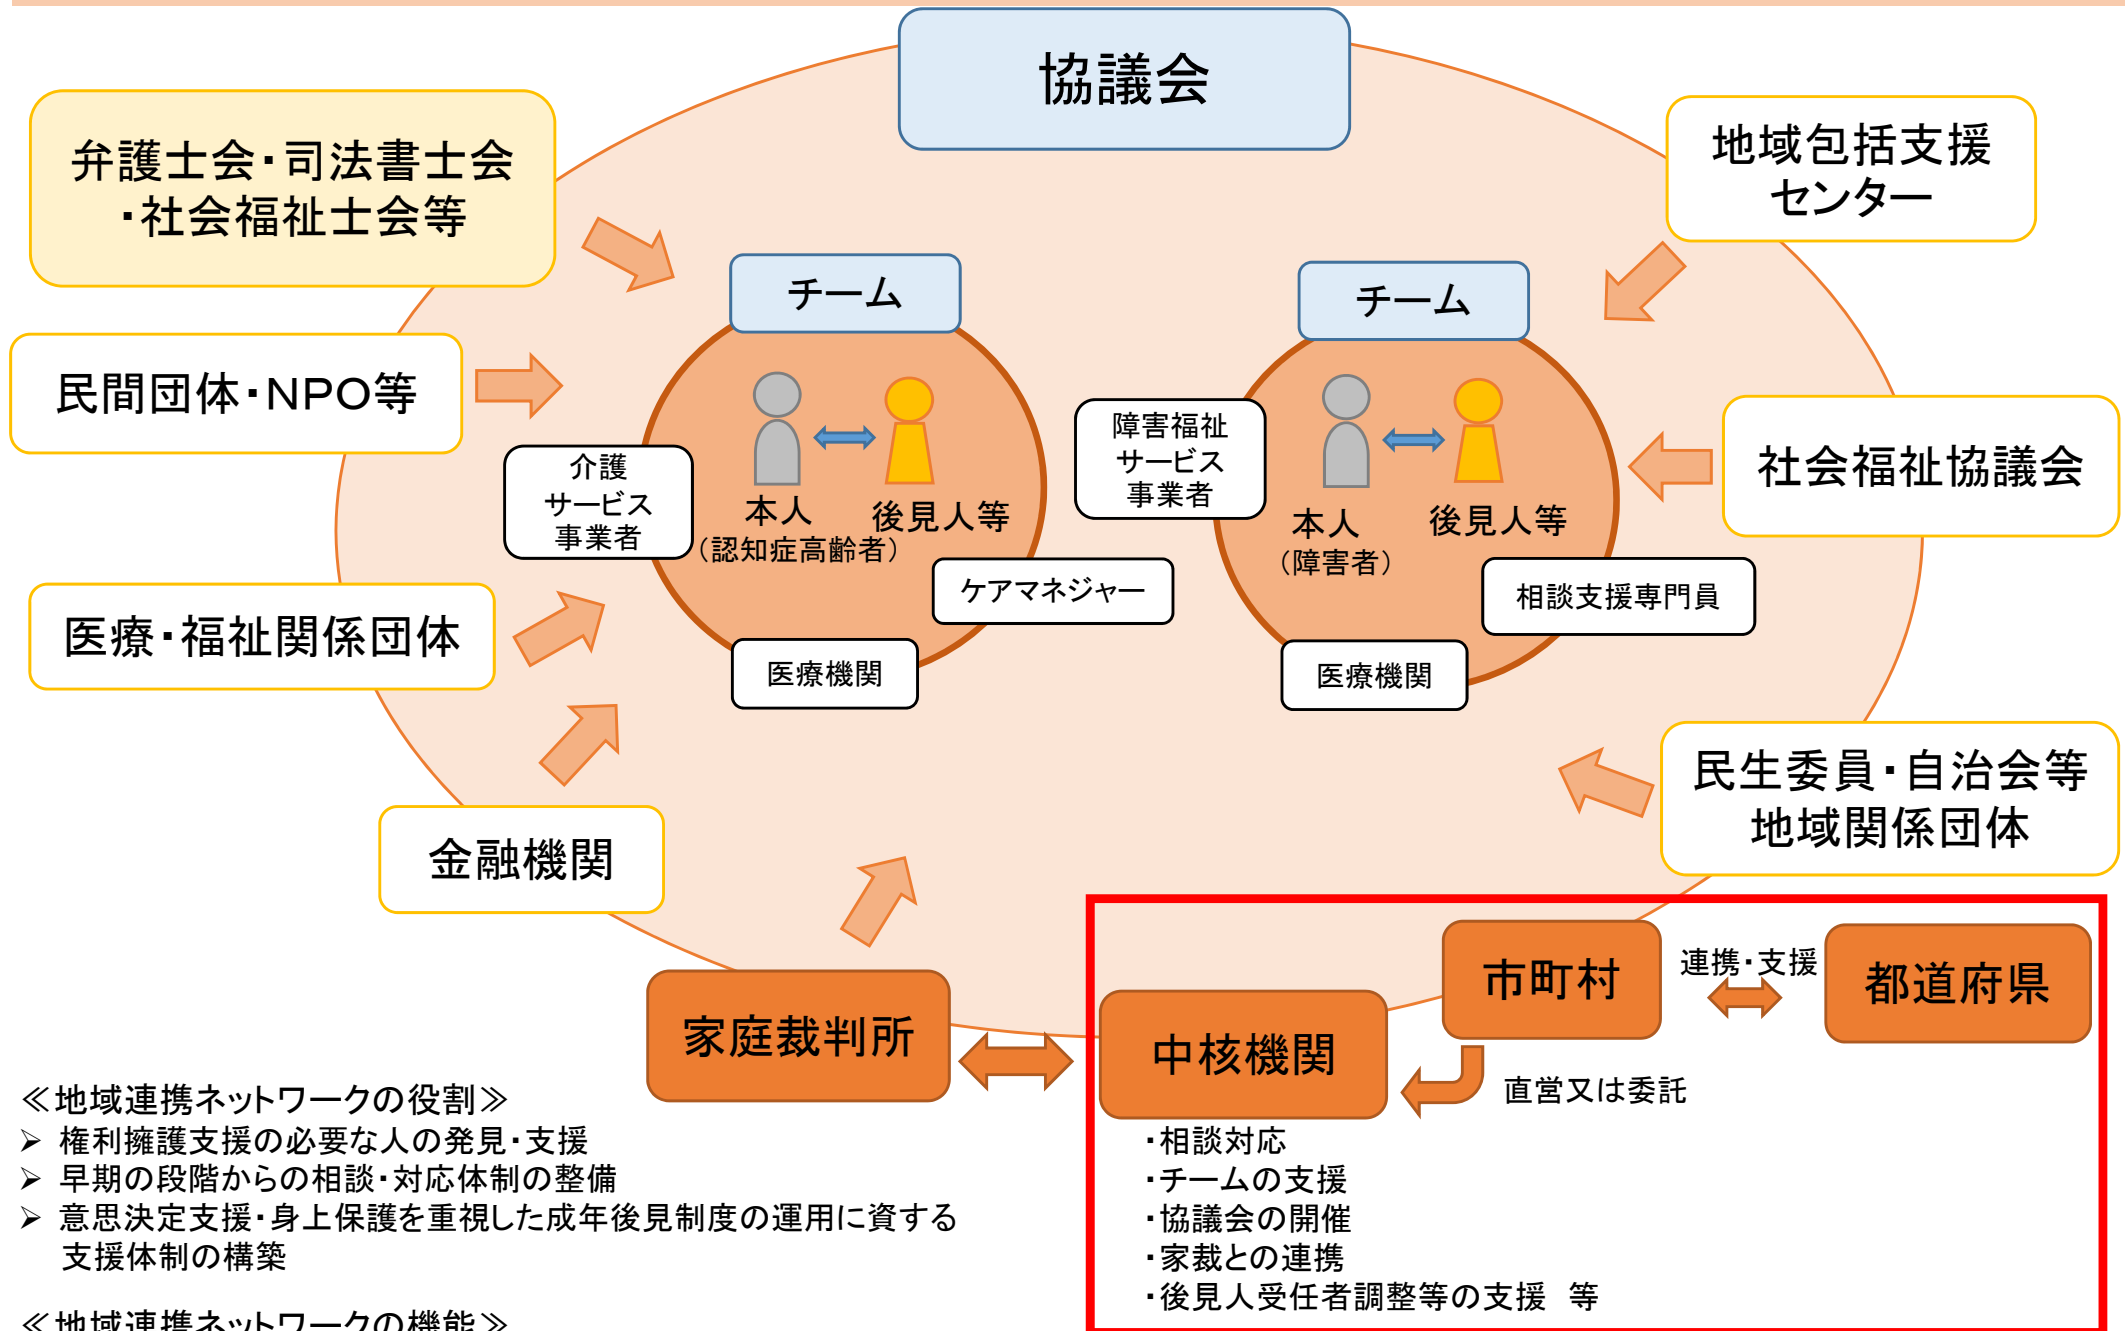 協議会
弁護士会・司法書士会
・社会福祉士会等
地域包括支援
センター
民間団体・NPO等
社会福祉協議会
医療・福祉関係団体
金融機関
民生委員・自治会等
地域関係団体
チーム
本人
(認知症高齢者)
後見人等
介護
サービス
事業者
ケアマネジャー
医療機関
チーム
本人
(障害者)
後見人等
障害福祉
サービス
事業者
相談支援専門員
医療機関
家庭裁判所
中核機関
市町村
連携・支援
都道府県
直営又は委託
・相談対応
・チームの支援
・協議会の開催
・家裁との連携
・後見人受任者調整等の支援 等
≪地域連携ネットワークの役割≫
➢ 権利擁護支援の必要な人の発見・支援
➢ 早期の段階からの相談・対応体制の整備
➢ 意思決定支援・身上保護を重視した成年後見制度の運用に資する
支援体制の構築
≪地域連携ネットワークの機能≫